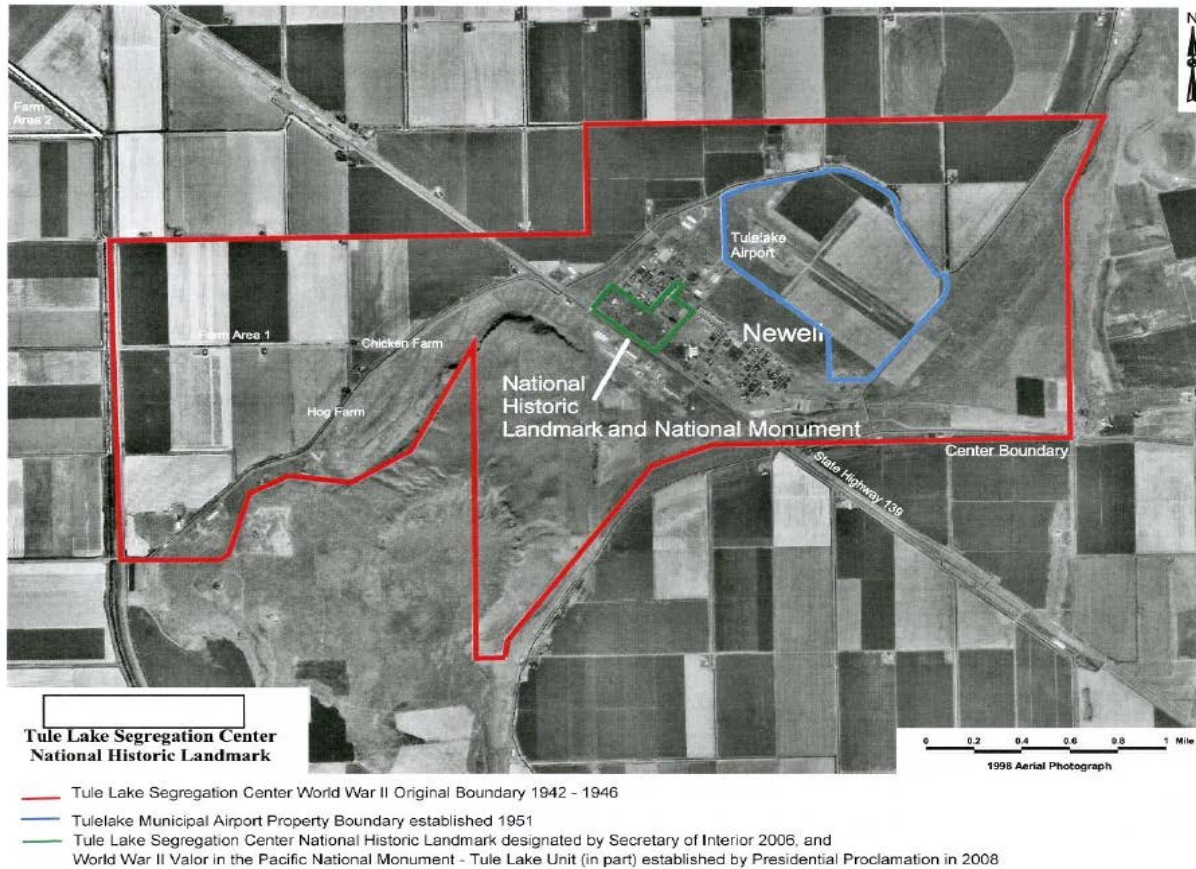 N
Farm
Area 2
Tulelake
Airport
Farm Area 1
Chicken Farm
Newell
National
Historic
Landmark and National Monument
Hog Farm
Center Boundary
State Highway 139
Tule Lake Segregation Center
National Historic Landmark
0 0.2 0.4 0.6 0.8 1 Mile
1998 Aerial Photograph
Tule Lake Segregation Center World War II Original Boundary 1942 - 1946
Tulelake Municipal Airport Property Boundary established 1951
Tule Lake Segregation Center National Historic Landmark designated by Secretary of Interior 2006, and
World War II Valor in the Pacific National Monument - Tule Lake Unit (in part) established by Presidential Proclamation in 2008